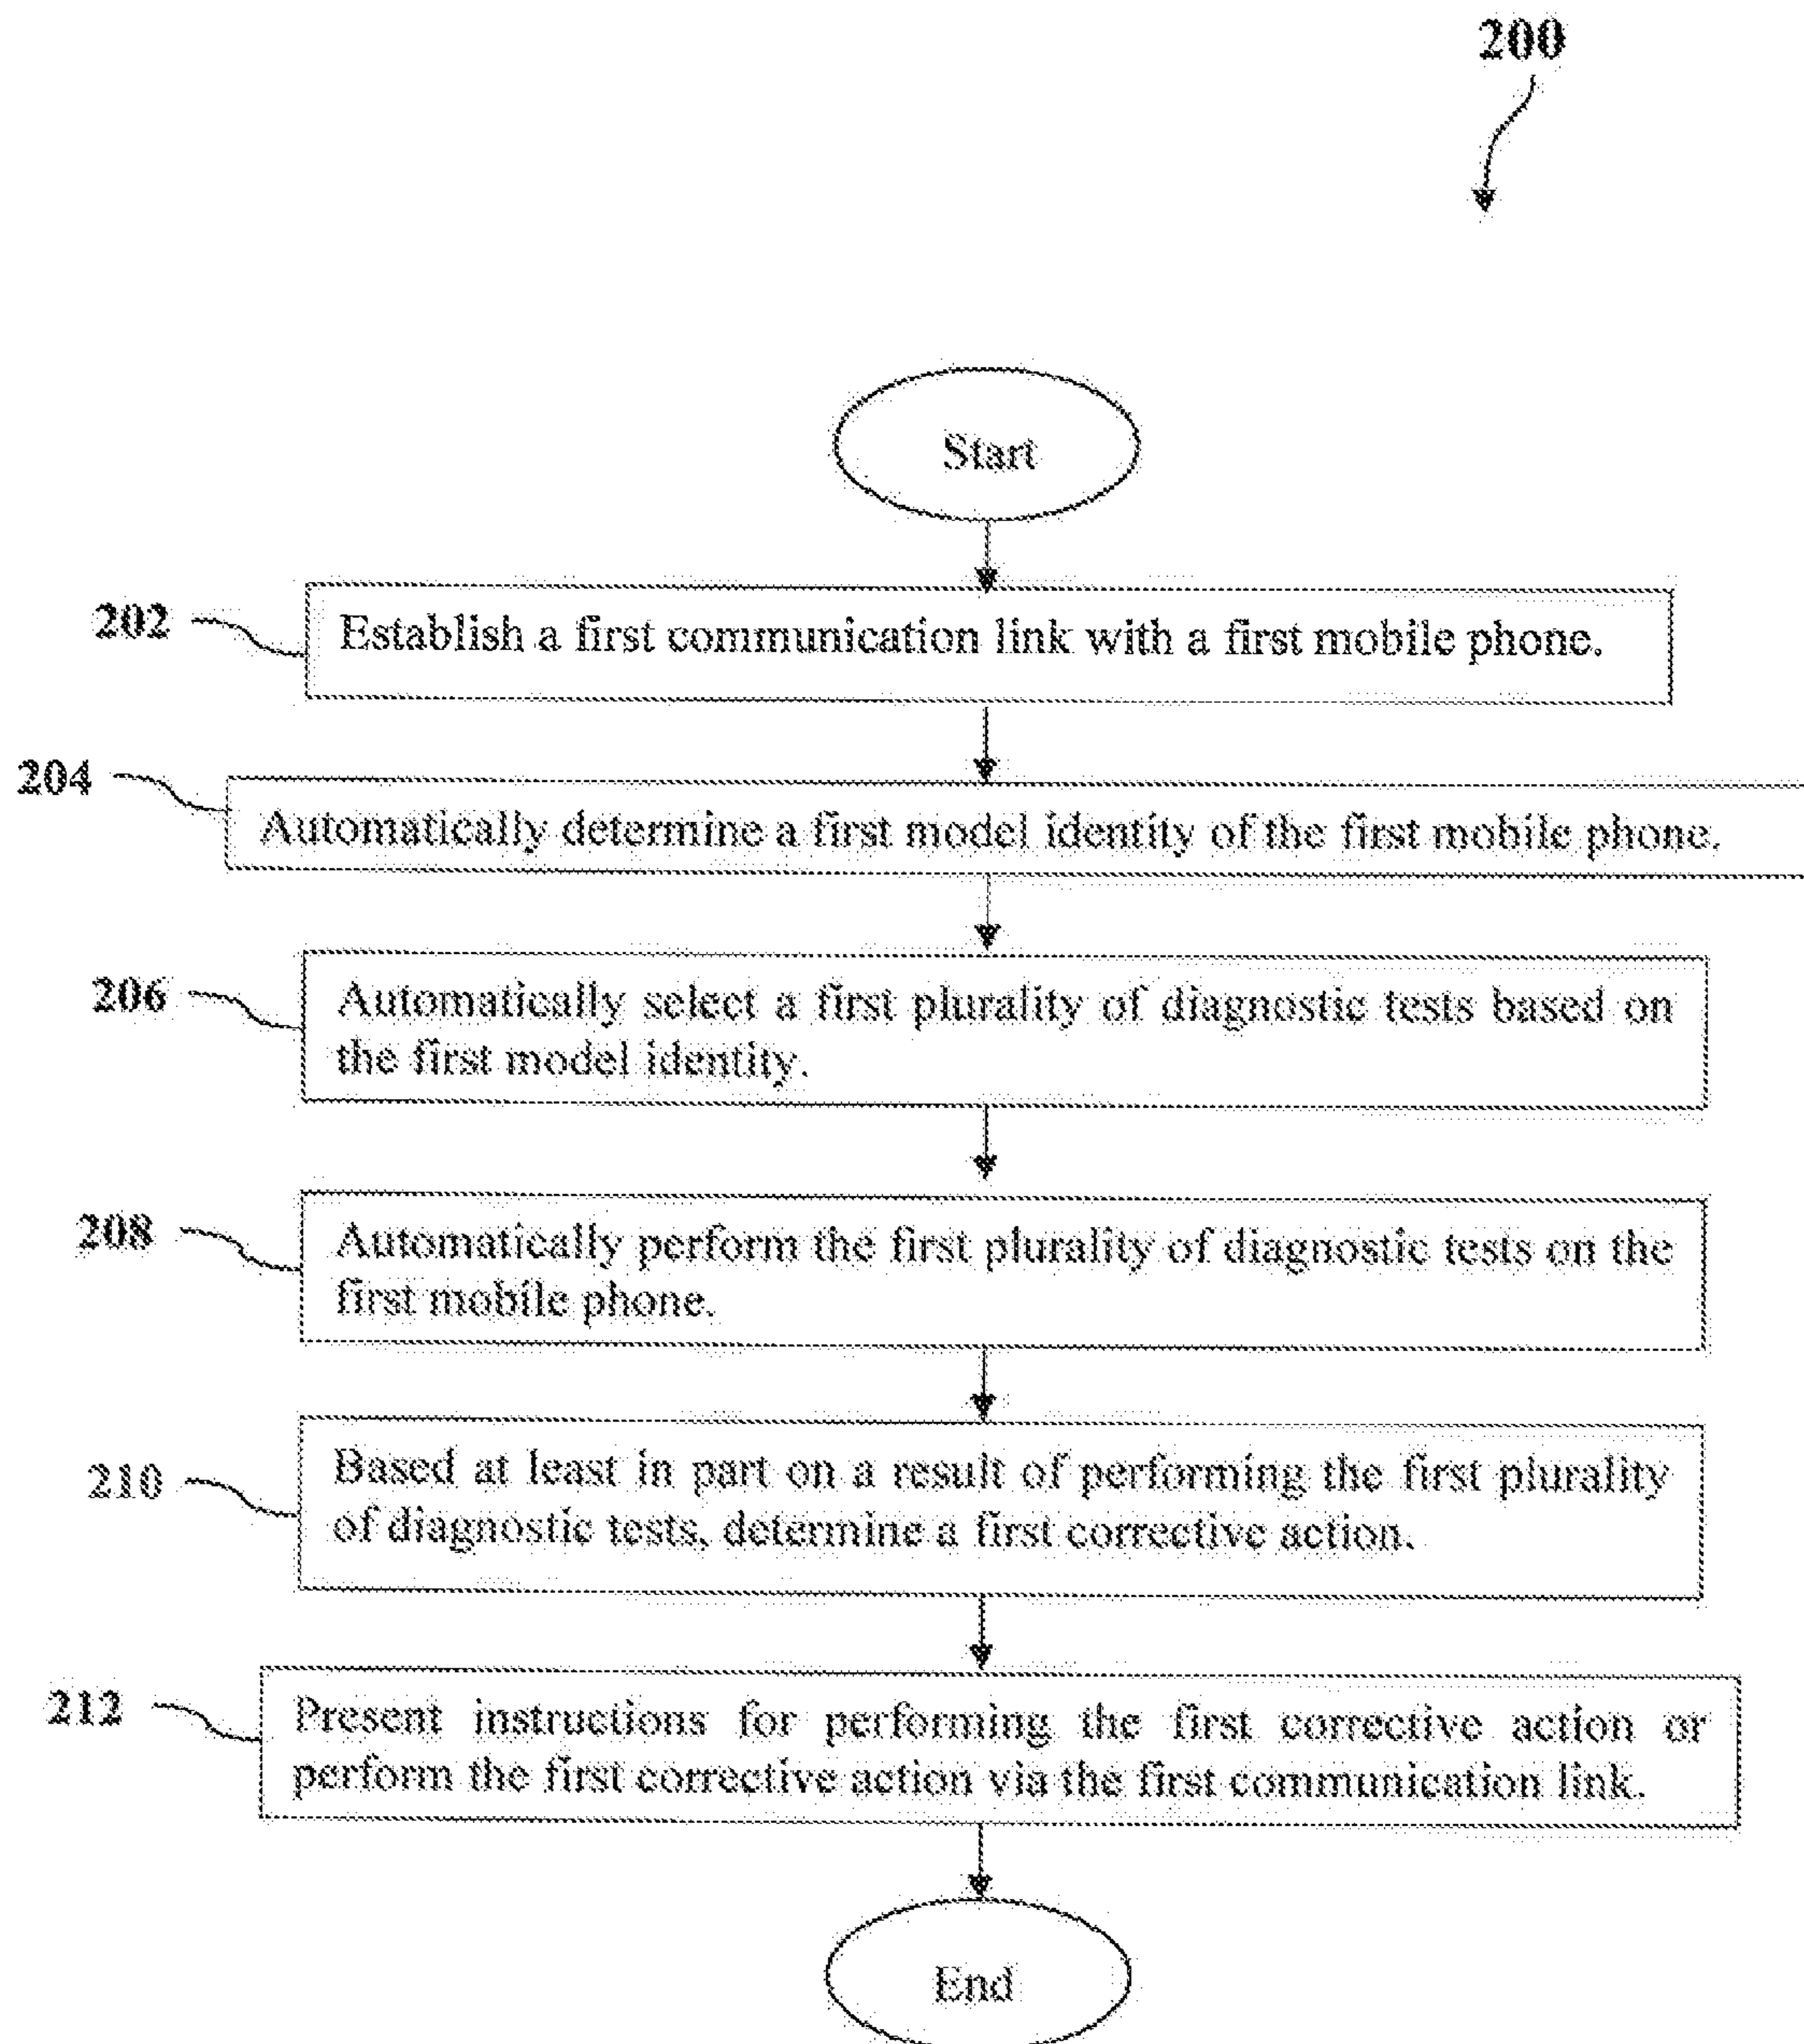 200
Start
202
Establish a first communication link with a first mobile phone.
204
Automatically determine a first model identity of the first mobile phone.
206
Automatically select a first plurality of diagnostic tests based on
the first model identity.
208
Automatically perform the first plurality of diagnostic tests on the
first mobile phone.
210
Based at least in part on a result of performing the first plurality
of diagnostic tests, determine a first corrective action.
212
Present instructions for performing the first corrective action or
perform the first corrective action via the first communication link.
End